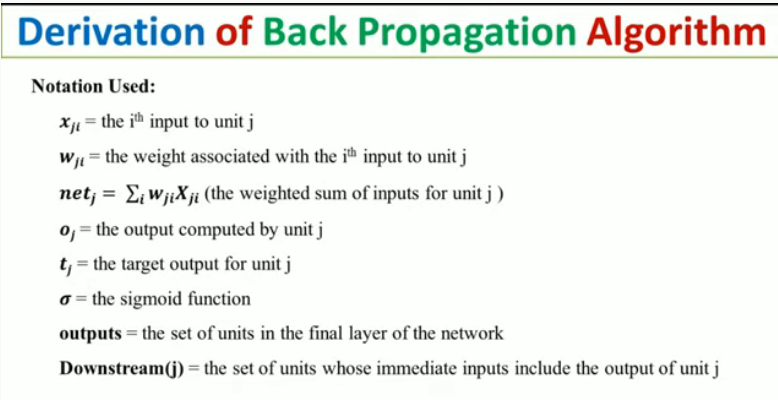 Derivation of Back Propagation Algorithm
Notation Used:
xⱼᵢ = the iᵗʰ input to unit j
wⱼᵢ = the weight associated with the iᵗʰ input to unit j
netⱼ = ∑ᵢ wⱼᵢXⱼᵢ (the weighted sum of inputs for unit j )
oⱼ = the output computed by unit j
tⱼ = the target output for unit j
σ = the sigmoid function
outputs = the set of units in the final layer of the network
Downstream(j) = the set of units whose immediate inputs include the output of unit j